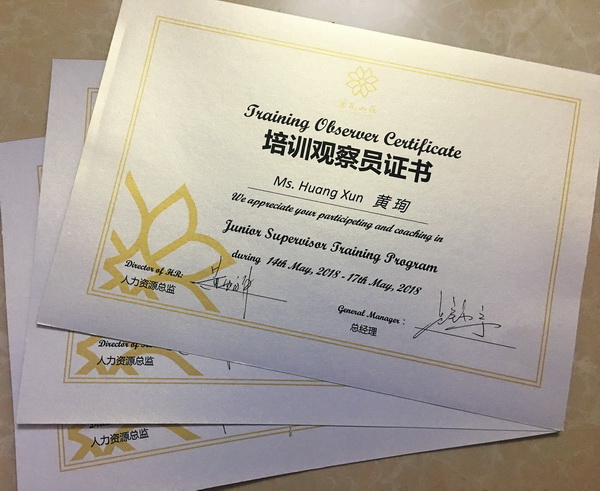 Training Observer Certificate
培训观察员证书
Ms. Huang Xun 黄珣
We appreciate your participeting and coaching in
Junior Supervisor Training Program
during 14th May, 2018 - 17th May, 2018
Director of HR:
人力资源总监
General Manager:
总经理
Director of
人力资源总监
人力资源总监